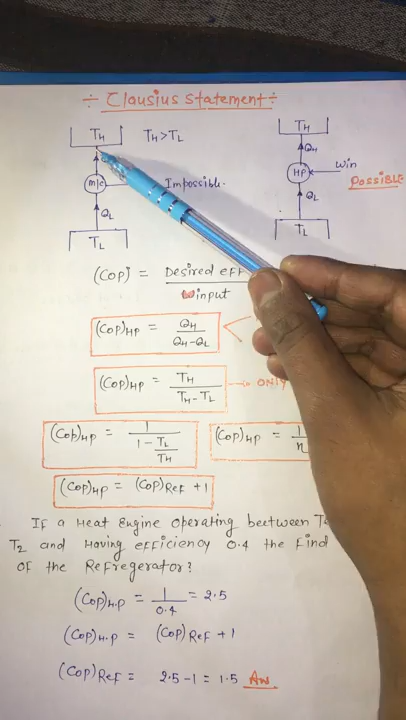 ÷ Clausius Statement ÷
TH
TH > TL
TH
QH
m/c
Impossible.
HP
Win
POSSIBLE
QL
QL
TL
TL
(COP) = Desired eff
input
(COP)HP = QH / QH - QL
(COP)HP = TH / TH - TL
ONLY
(COP)HP = 1 / 1 - TL/TH
(COP)HP = 1 / n
(COP)HP = (COP)Ref + 1
If a Heat Engine Operating beetween
T2 and Having efficiency 0.4 the Find
of the Refregerator?
(COP)H.P = 1 / 0.4 = 2.5
(COP)H.P = (COP)Ref + 1
(COP)Ref = 2.5 - 1 = 1.5 Ans